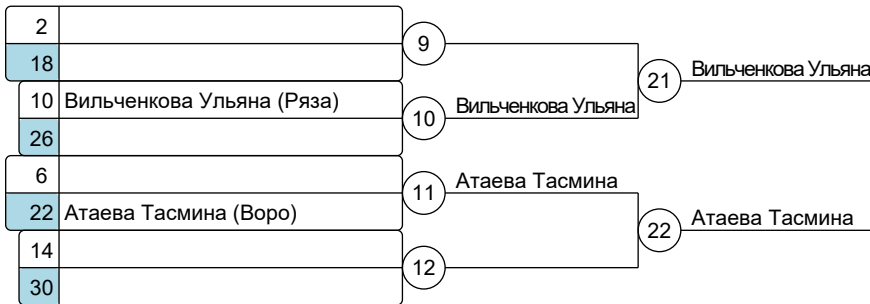 2
9
18
21 Вильченкова Ульяна
10 Вильченкова Ульяна (Ряза)
10 Вильченкова Ульяна
26
6
11 Атаева Тасмина
22 Атаева Тасмина (Воро)
22 Атаева Тасмина
14
12
30